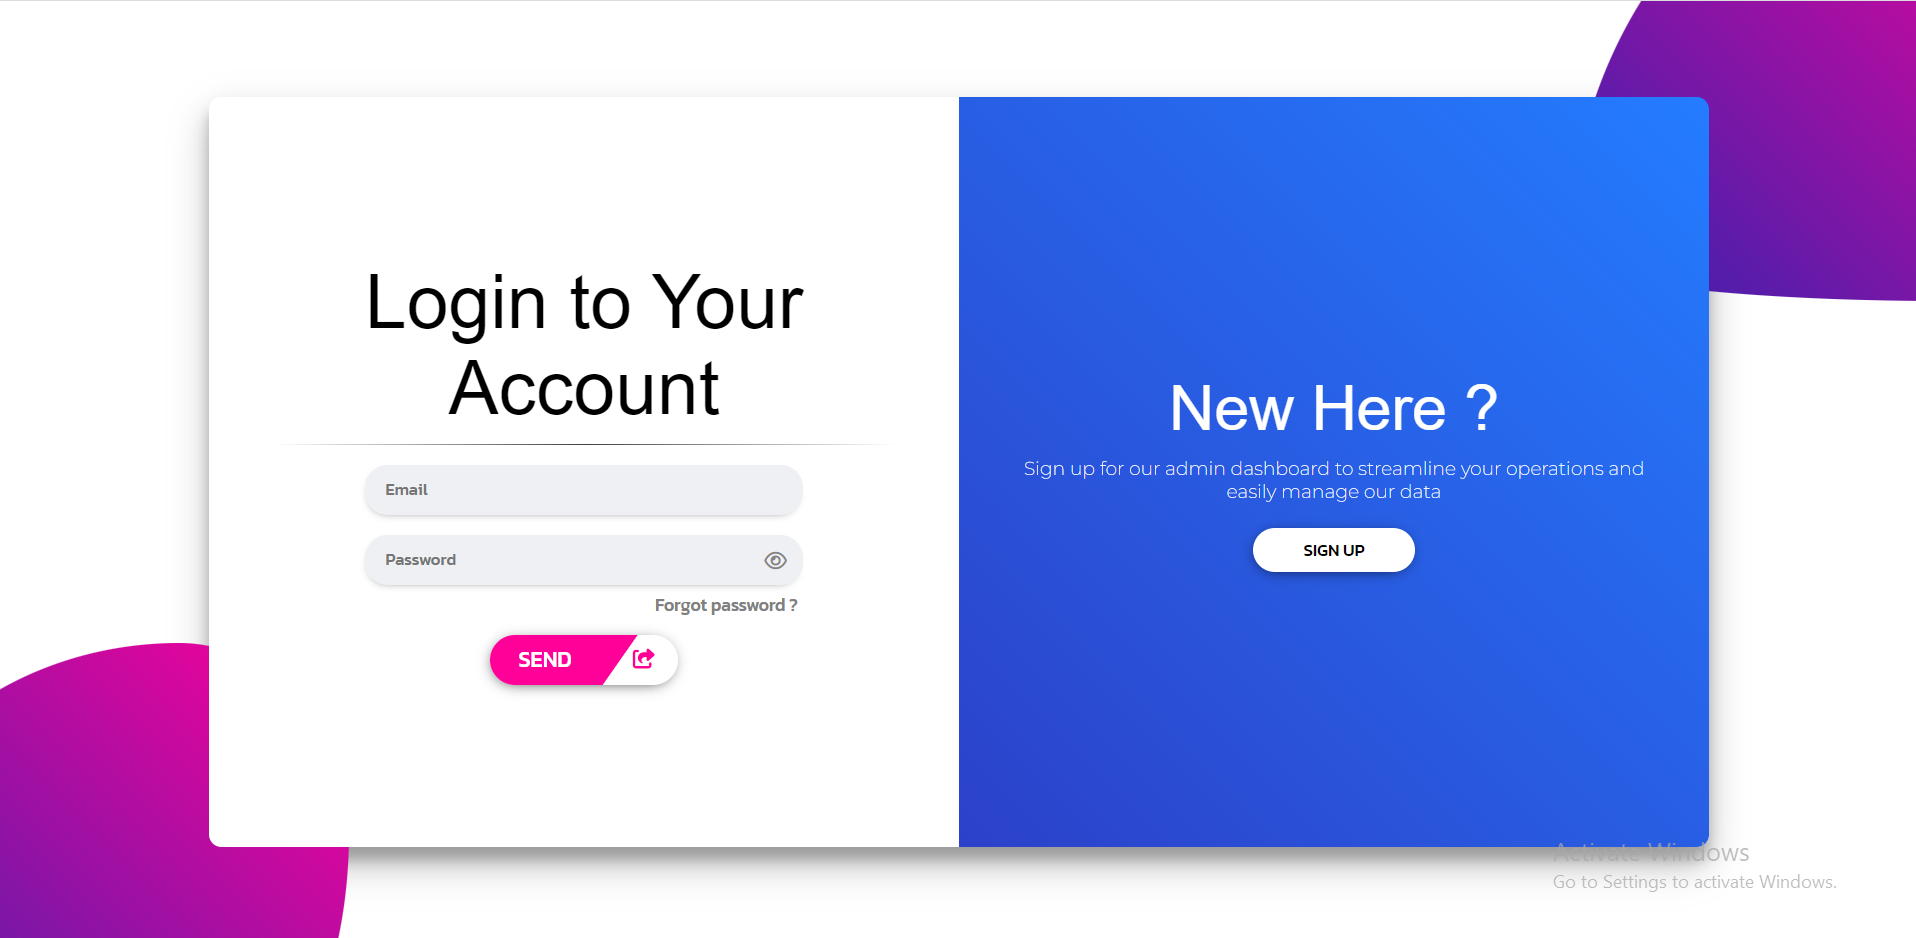 Login to Your
Account
Email
Password
Forgot password ?
SEND
New Here ?
Sign up for our admin dashboard to streamline your operations and
easily manage our data
SIGN UP
Activate Windows
Go to Settings to activate Windows.